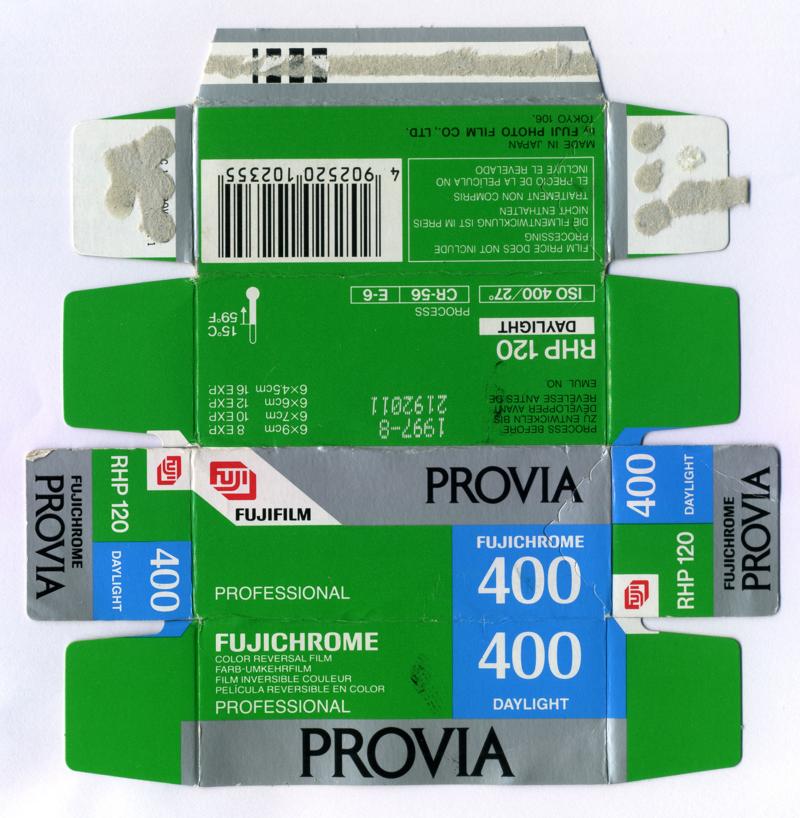 MADE IN JAPAN
by FUJI PHOTO FILM CO., LTD.
TOKYO 106.
FILM PRICE DOES NOT INCLUDE
PROCESSING
DIE FILMENTWICKLUNG IST IM PREIS
NICHT ENTHALTEN
TRAITEMENT NON COMPRIS
EL PRECIO DE LA PELICULA NO
INCLUYE EL REVELADO
4 902520 102355
PROCESS BEFORE
ZU ENTWICKELN BIS
DEVELOPPER AVANT
REVELESE ANTES DE
EMUL. NO.
1997-8
2192011
6×9cm 8 EXP.
6×7cm 10 EXP.
6×6cm 12 EXP.
6×4.5cm 16 EXP.
RHP 120
DAYLIGHT
ISO 400/27°
PROCESS
CR-56 E-6
15°C
59°F
FUJICHROME
PROVIA
RHP 120
FUJI
DAYLIGHT
400
FUJI
FUJIFILM
PROVIA
PROFESSIONAL
FUJICHROME
400
400
DAYLIGHT
RHP 120
FUJI
FUJICHROME
PROVIA
FUJICHROME
COLOR REVERSAL FILM
FARB-UMKEHRFILM
FILM INVERSIBLE COULEUR
PELÍCULA REVERSIBLE EN COLOR
PROFESSIONAL
400
DAYLIGHT
PROVIA